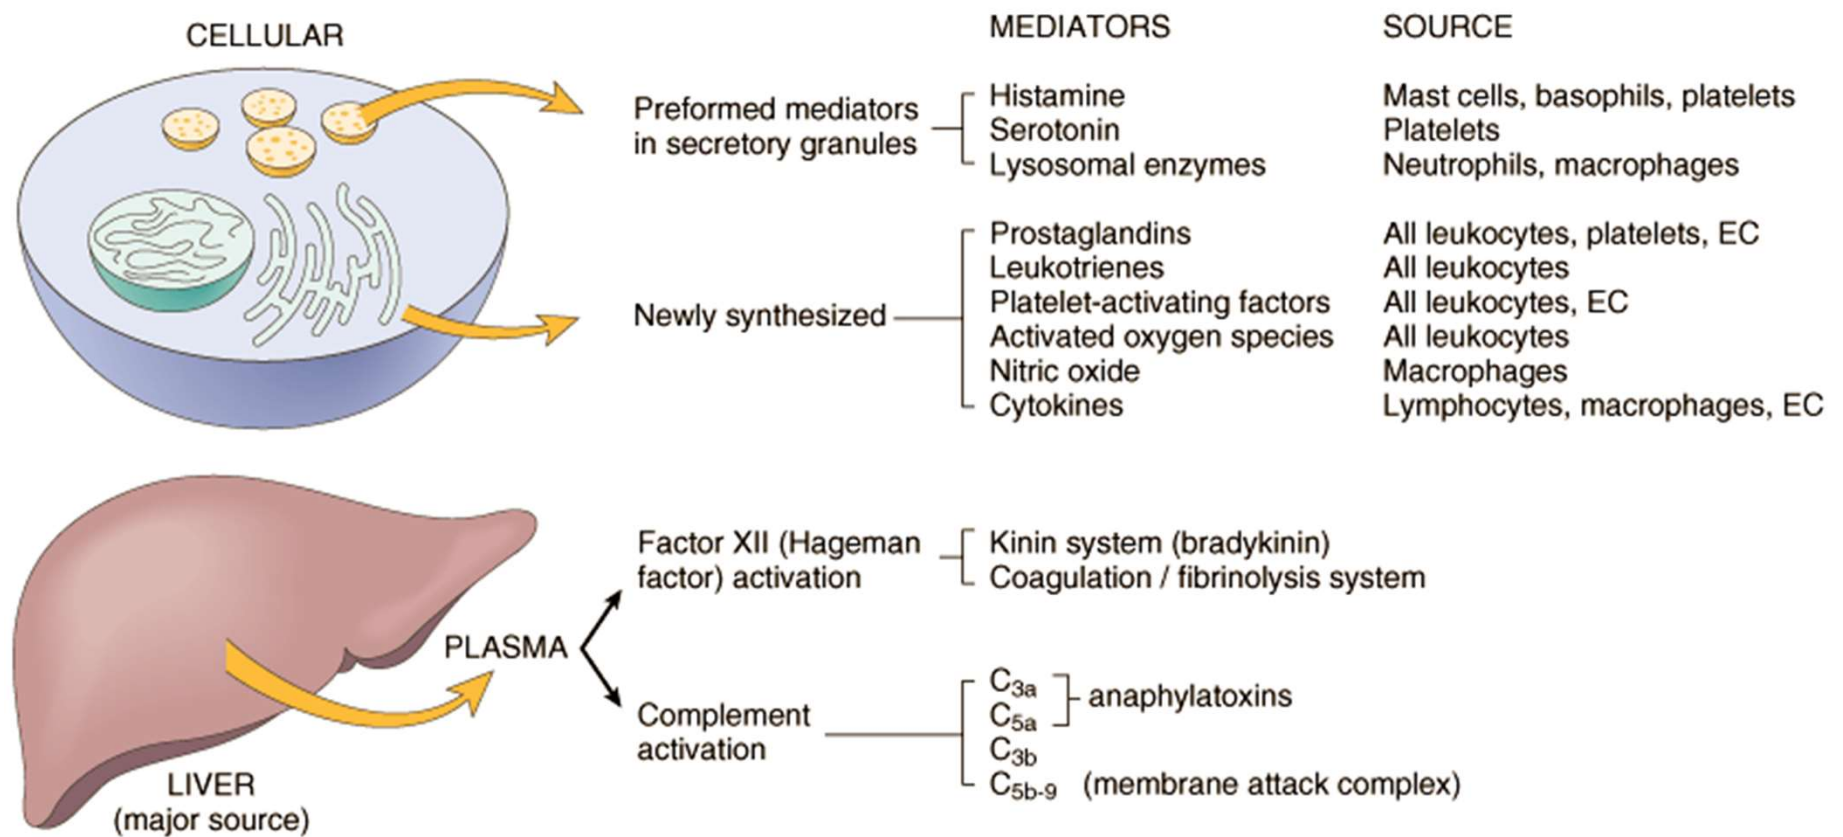 CELLULAR
MEDIATORS
SOURCE
Preformed mediators
in secretory granules
Histamine
Mast cells, basophils, platelets
Serotonin
Platelets
Lysosomal enzymes
Neutrophils, macrophages
Newly synthesized
Prostaglandins
All leukocytes, platelets, EC
Leukotrienes
All leukocytes
Platelet-activating factors
All leukocytes, EC
Activated oxygen species
All leukocytes
Nitric oxide
Macrophages
Cytokines
Lymphocytes, macrophages, EC
LIVER
(major source)
PLASMA
Factor XII (Hageman
factor) activation
Kinin system (bradykinin)
Coagulation / fibrinolysis system
Complement
activation
C3a
C5a
anaphylatoxins
C3b
C5b-9 (membrane attack complex)